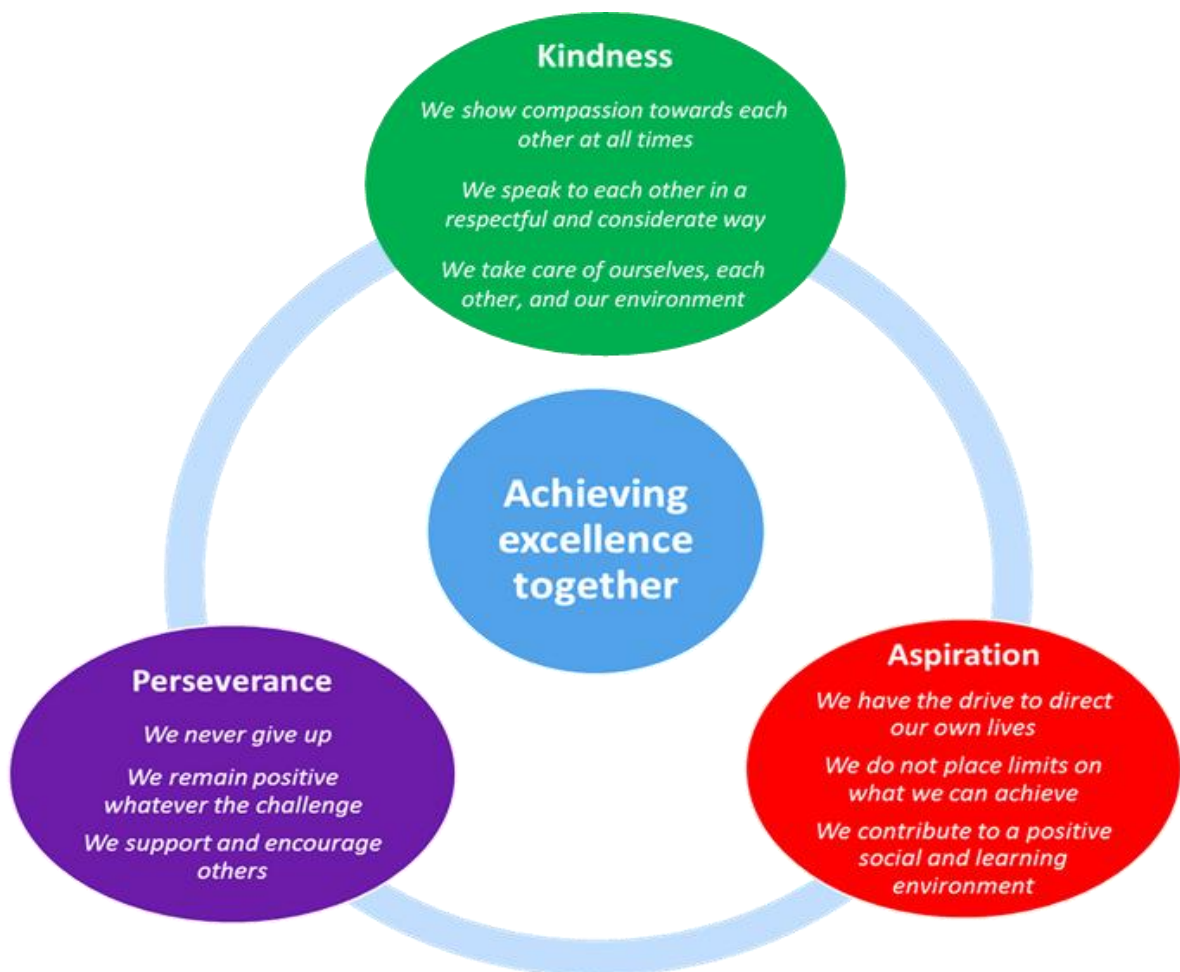 Kindness
We show compassion towards each
other at all times
We speak to each other in a
respectful and considerate way
We take care of ourselves, each
other, and our environment
Achieving
excellence
together
Perseverance
We never give up
We remain positive
whatever the challenge
We support and encourage
others
Aspiration
We have the drive to direct
our own lives
We do not place limits on
what we can achieve
We contribute to a positive
social and learning
environment